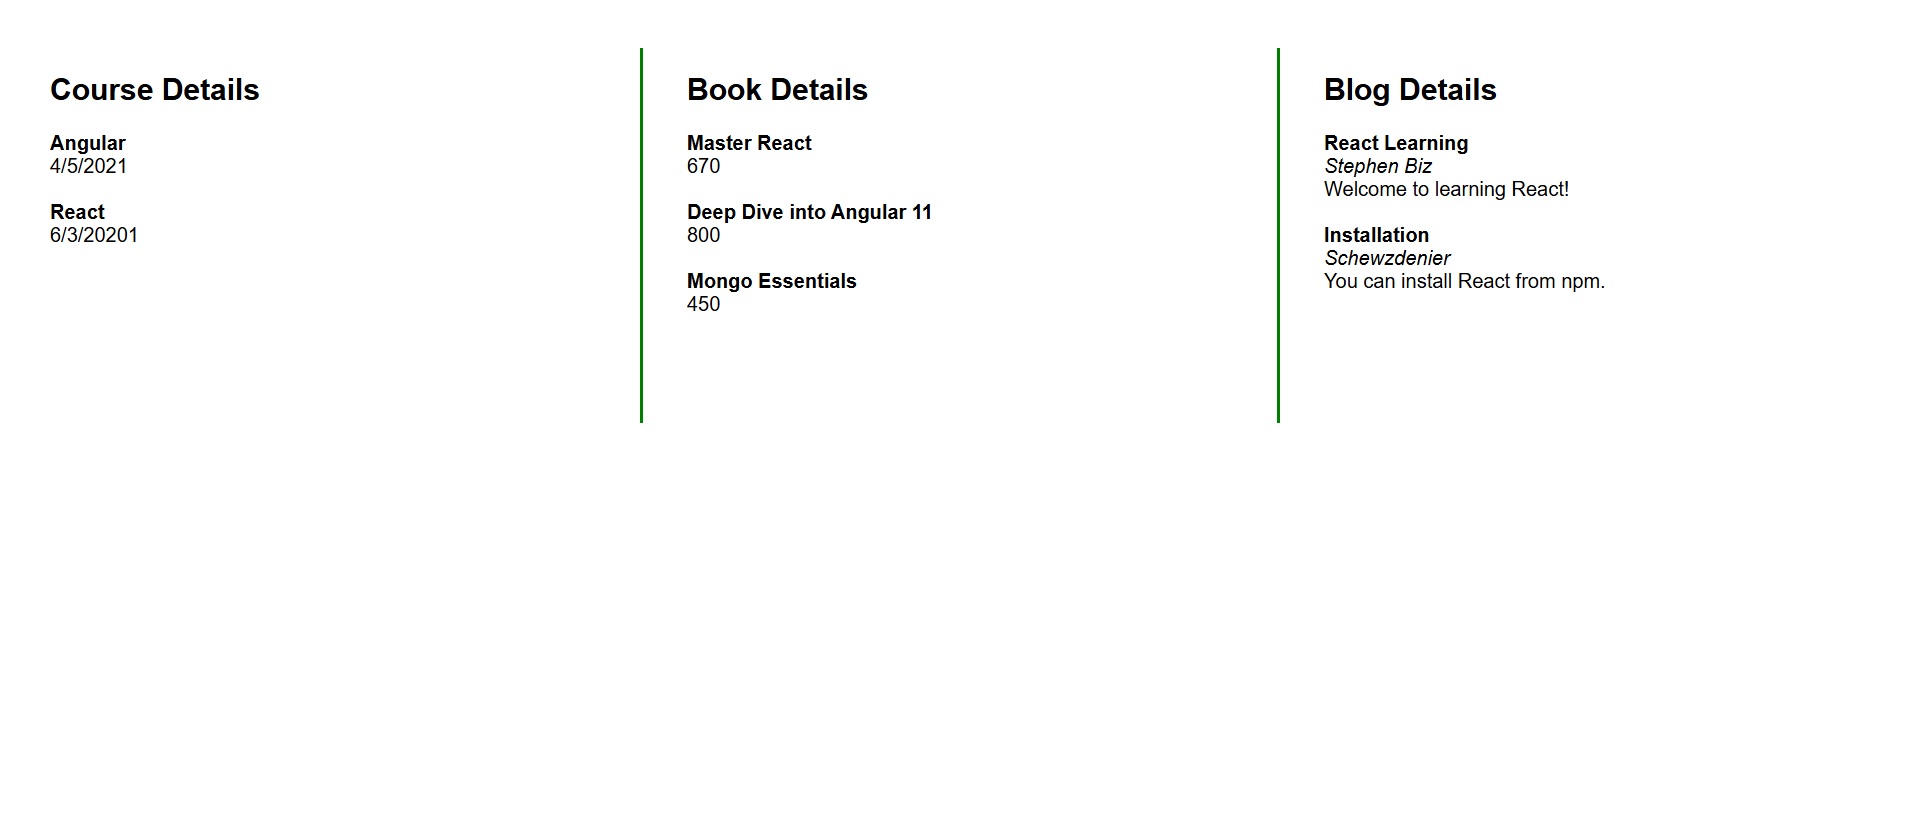 Course Details
Angular
4/5/2021
React
6/3/20201
Book Details
Master React
670
Deep Dive into Angular 11
800
Mongo Essentials
450
Blog Details
React Learning
Stephen Biz
Welcome to learning React!
Installation
Schewzdenier
You can install React from npm.